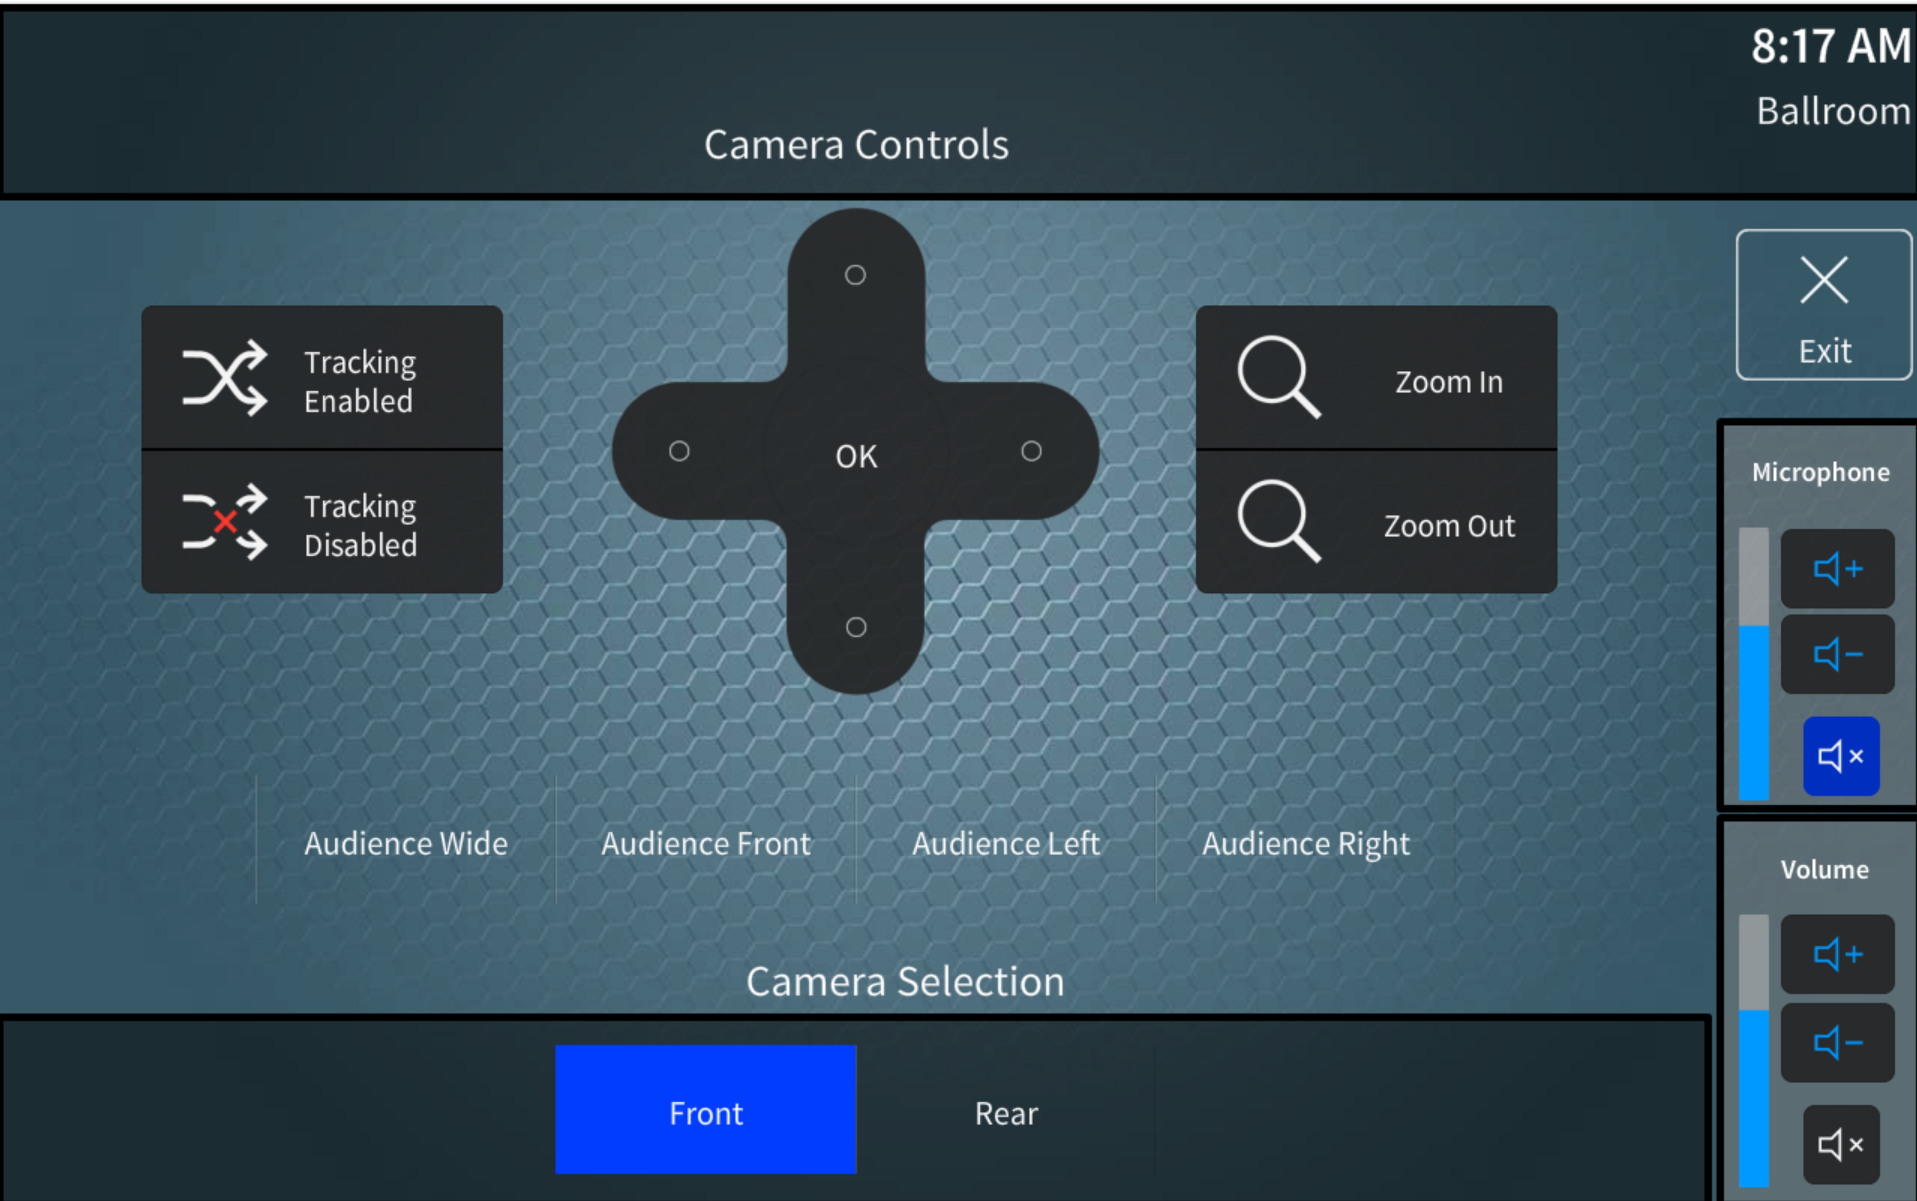 8:17 AM
Ballroom
Camera Controls
Tracking
Enabled
Tracking
Disabled
OK
Zoom In
Zoom Out
Exit
Microphone
Audience Wide
Audience Front
Audience Left
Audience Right
Volume
Camera Selection
Front
Rear